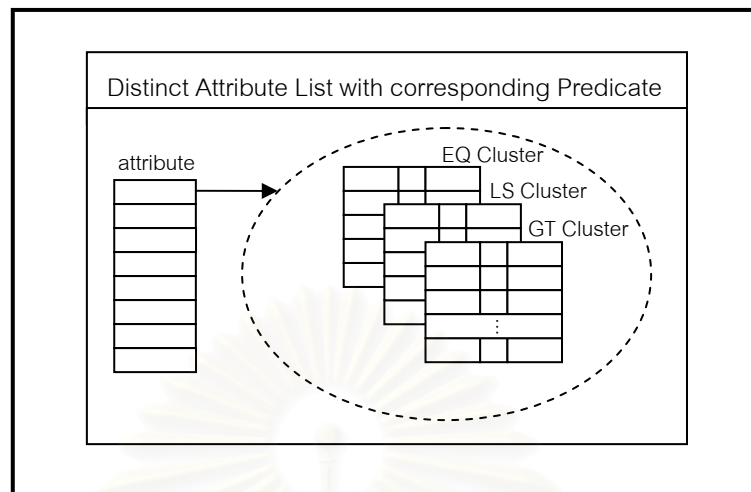 Distinct Attribute List with corresponding Predicate
attribute
EQ Cluster
LS Cluster
GT Cluster
⋮